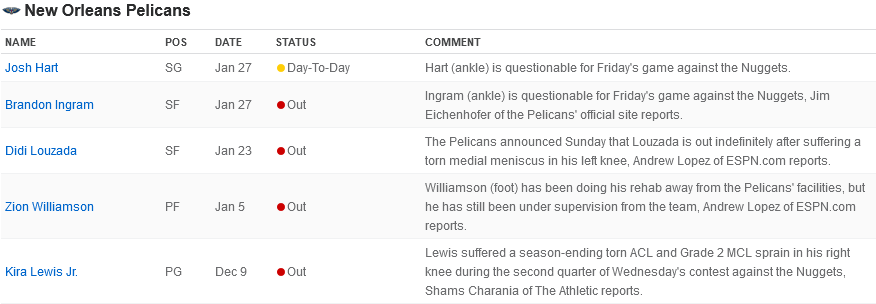 New Orleans Pelicans
NAME POS DATE STATUS COMMENT
Josh Hart SG Jan 27 Day-To-Day Hart (ankle) is questionable for Friday's game against the Nuggets.
Brandon Ingram SF Jan 27 Out Ingram (ankle) is questionable for Friday's game against the Nuggets, Jim
Eichenhofer of the Pelicans' official site reports.
Didi Louzada SF Jan 23 Out The Pelicans announced Sunday that Louzada is out indefinitely after suffering a
torn medial meniscus in his left knee, Andrew Lopez of ESPN.com reports.
Zion Williamson PF Jan 5 Out Williamson (foot) has been doing his rehab away from the Pelicans' facilities, but
he has still been under supervision from the team, Andrew Lopez of ESPN.com
reports.
Kira Lewis Jr. PG Dec 9 Out Lewis suffered a season-ending torn ACL and Grade 2 MCL sprain in his right
knee during the second quarter of Wednesday's contest against the Nuggets,
Shams Charania of The Athletic reports.